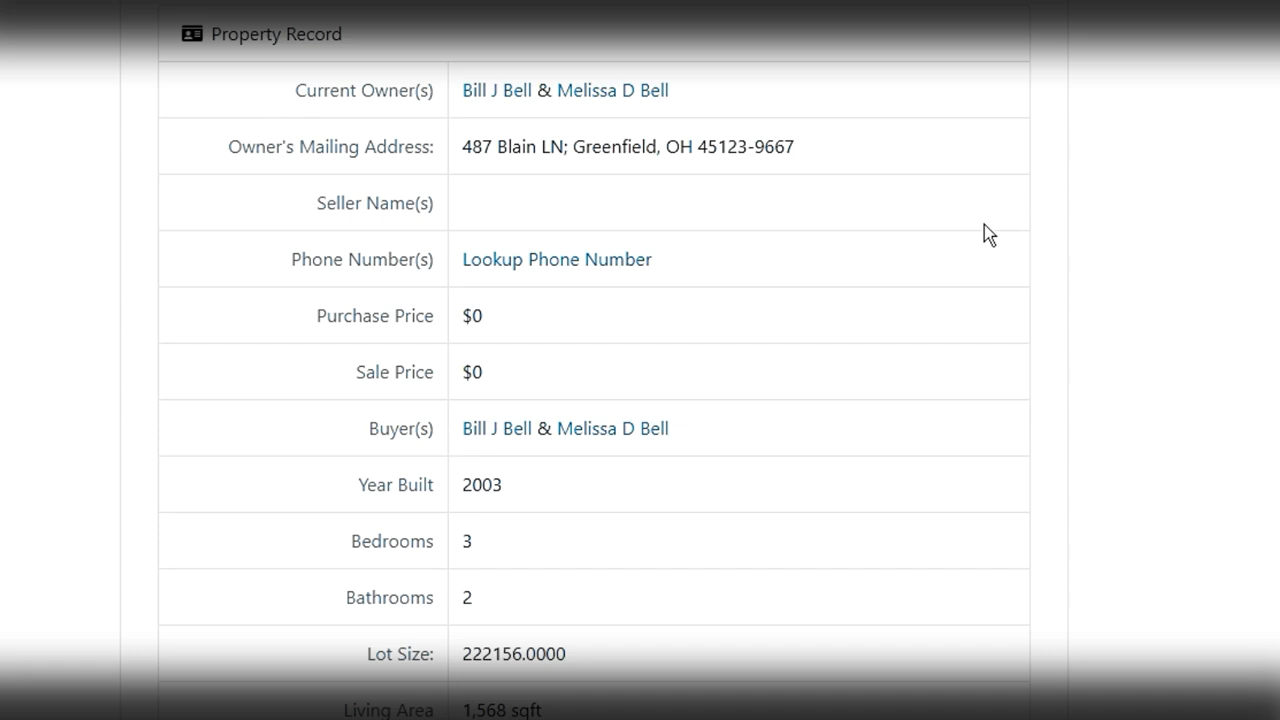 Property Record
Current Owner(s) Bill J Bell & Melissa D Bell
Owner's Mailing Address: 487 Blain LN; Greenfield, OH 45123-9667
Seller Name(s)
Phone Number(s) Lookup Phone Number
Purchase Price $0
Sale Price $0
Buyer(s) Bill J Bell & Melissa D Bell
Year Built 2003
Bedrooms 3
Bathrooms 2
Lot Size: 222156.0000
Living Area 1,568 sqft